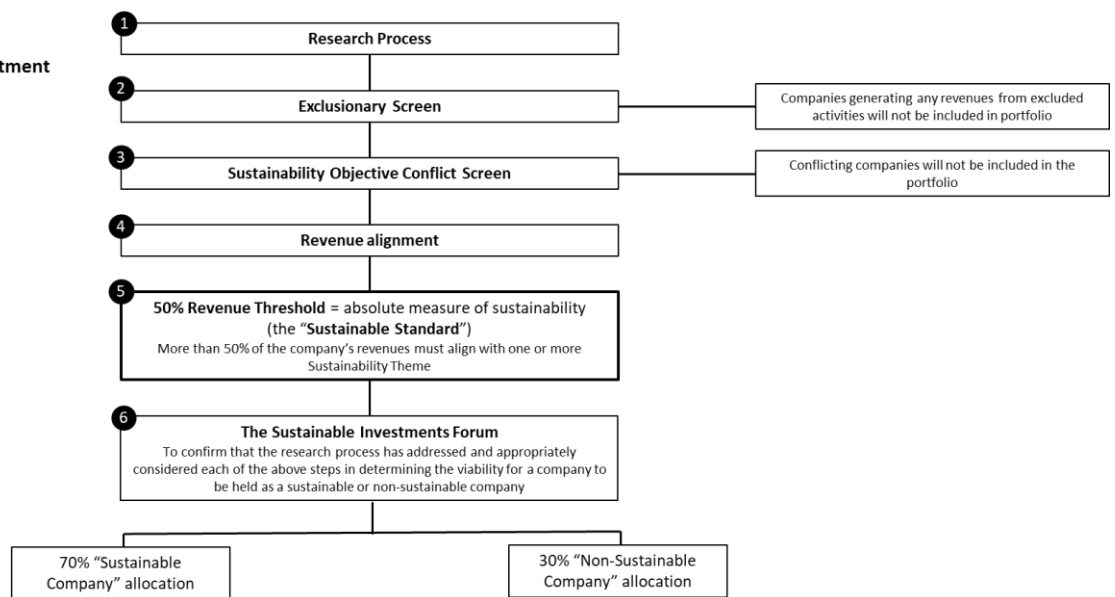 1
Research Process
tment
2
Exclusionary Screen
Companies generating any revenues from excluded
activities will not be included in portfolio
3
Sustainability Objective Conflict Screen
Conflicting companies will not be included in the
portfolio
4
Revenue alignment
5
50% Revenue Threshold = absolute measure of sustainability
(the “Sustainable Standard”)
More than 50% of the company’s revenues must align with one or more
Sustainability Theme
6
The Sustainable Investments Forum
To confirm that the research process has addressed and appropriately
considered each of the above steps in determining the viability for a company to
be held as a sustainable or non-sustainable company
70% “Sustainable
Company” allocation
30% “Non-Sustainable
Company” allocation